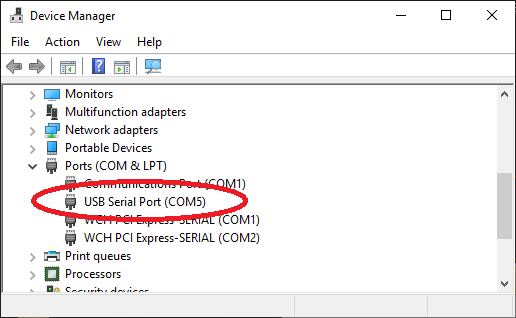 Device Manager
File Action View Help
Monitors
Multifunction adapters
Network adapters
Portable Devices
Ports (COM & LPT)
Communications Port (COM1)
USB Serial Port (COM5)
WCH PCI Express-SERIAL (COM1)
WCH PCI Express-SERIAL (COM2)
Print queues
Processors
Security devices